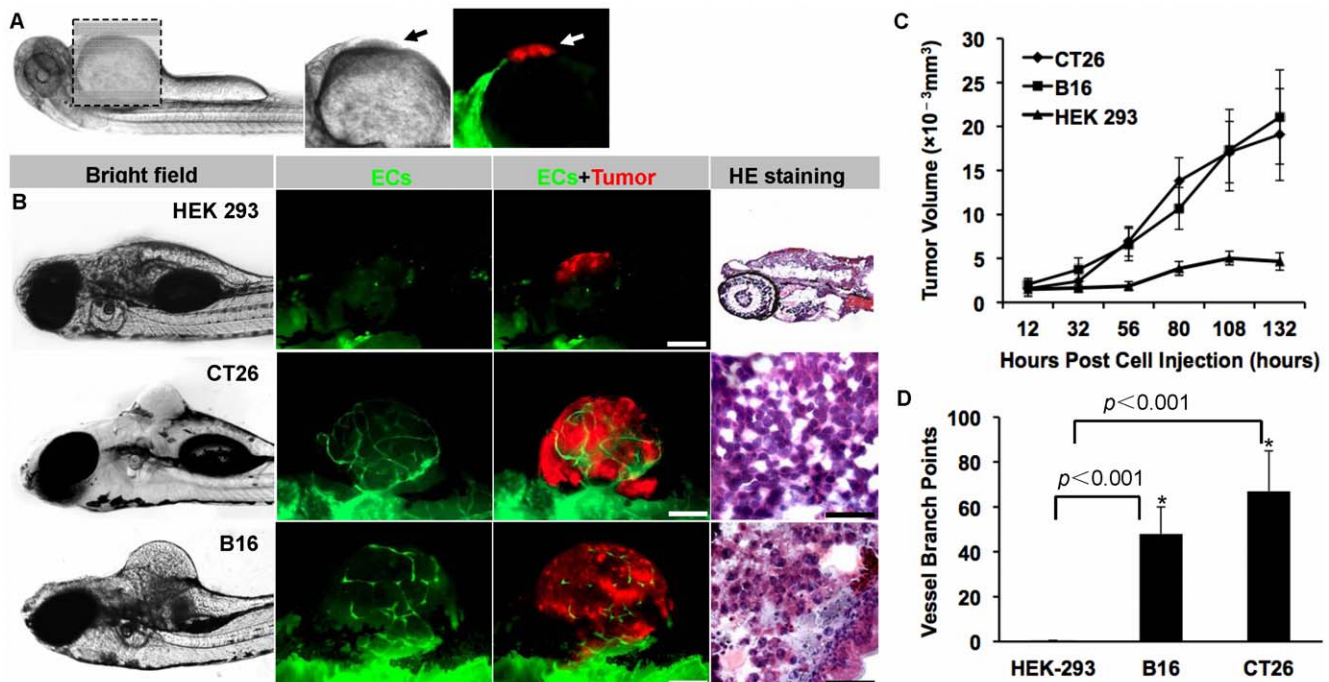 A
Bright field
ECs
ECs+Tumor
HE staining
B
HEK 293
CT26
B16
C
Tumor Volume (×10⁻³mm³)
30
25
20
15
10
5
0
CT26
B16
HEK 293
12 32 56 80 108 132
Hours Post Cell Injection (hours)
D
Vessel Branch Points
100
80
60
40
20
0
p<0.001
*
p<0.001
*
HEK-293 B16 CT26